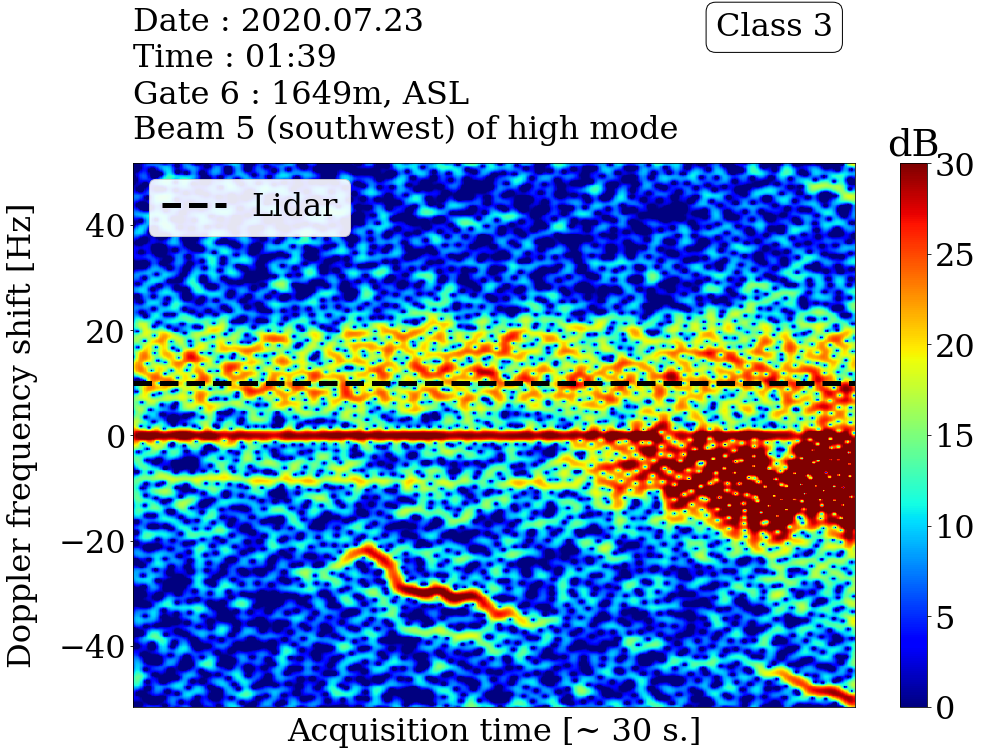 Date : 2020.07.23
Time : 01:39
Gate 6 : 1649m, ASL
Beam 5 (southwest) of high mode
Class 3
dB
Lidar
Doppler frequency shift [Hz]
40
20
0
−20
−40
Acquisition time [~ 30 s.]
30
25
20
15
10
5
0